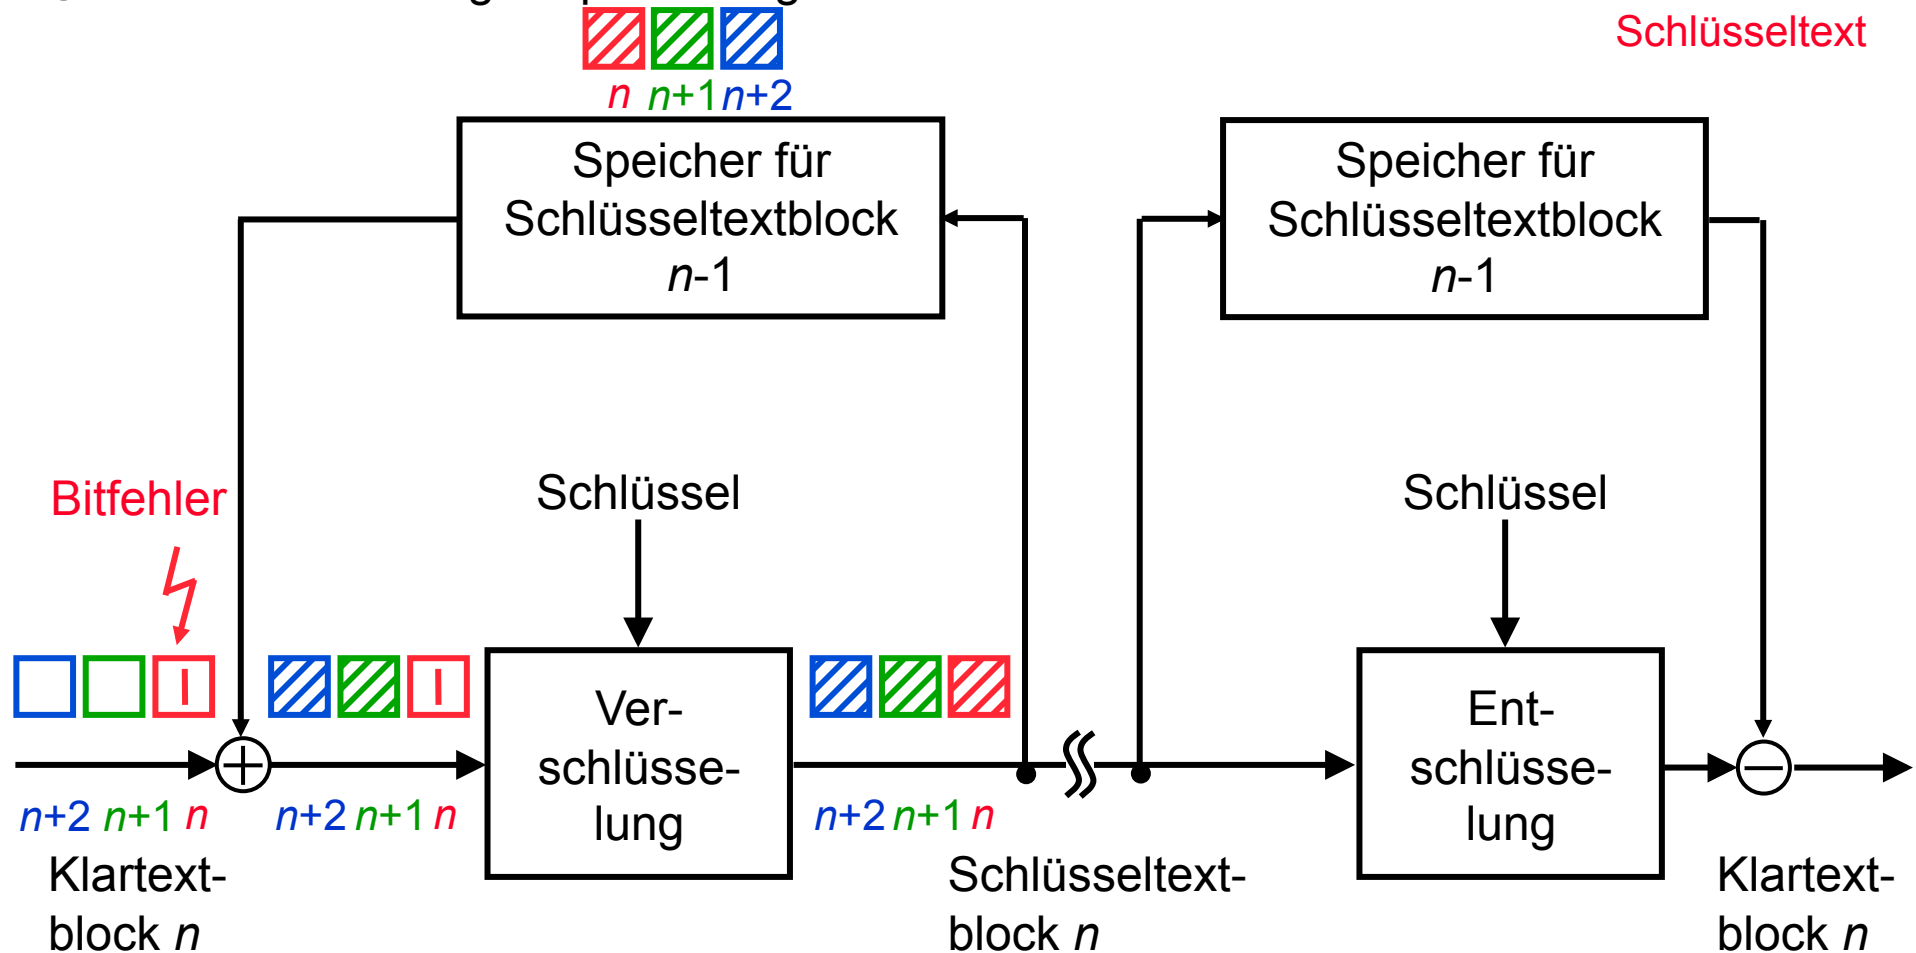 Schlüsseltext
n n+1 n+2
Speicher für
Schlüsseltextblock
n-1
Speicher für
Schlüsseltextblock
n-1
Bitfehler
Schlüssel
Schlüssel
Ver-
schlüsse-
lung
Ent-
schlüsse-
lung
n+2 n+1 n
n+2 n+1 n
n+2 n+1 n
Klartext-
block n
Schlüsseltext-
block n
Klartext-
block n